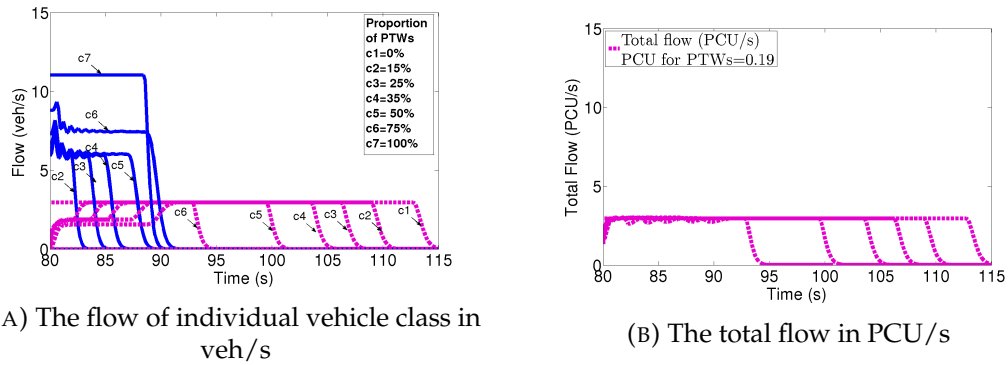 15
10
5
0
Flow (veh/s)
80
85
90
95
100
105
110
115
Time (s)
c7
c6
c4
c3
c5
c2
c6
c5
c4
c3
c2
c1
Proportion
of PTWs
c1=0%
c2=15%
c3= 25%
c4=35%
c5= 50%
c6=75%
c7=100%
A) The flow of individual vehicle class in
veh/s
15
10
5
0
Total Flow (PCU/s)
80
85
90
95
100
105
110
115
Time (s)
Total flow (PCU/s)
PCU for PTWs=0.19
(B) The total flow in PCU/s